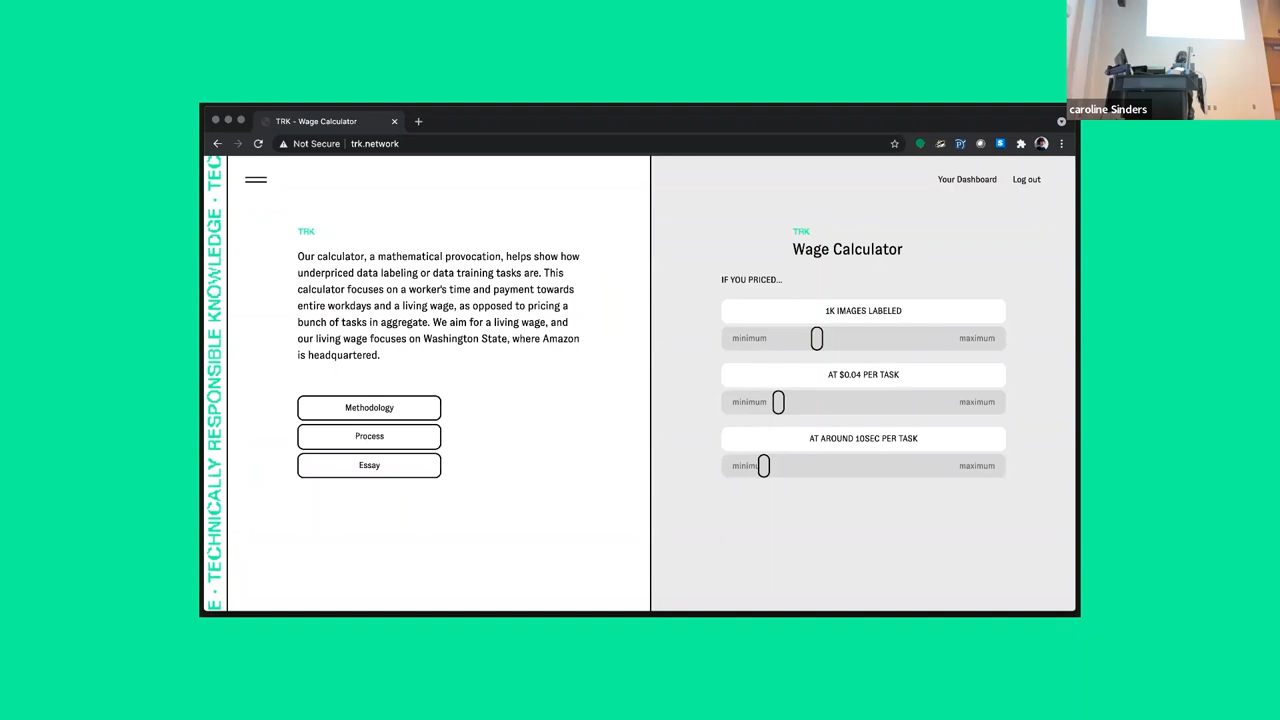 caroline Sinders
TRK - Wage Calculator
Not Secure
trk.network
E · TECHNICALLY RESPONSIBLE KNOWLEDGE · TEC
Your Dashboard
Log out
TRK
Our calculator, a mathematical provocation, helps show how
underpriced data labeling or data training tasks are. This
calculator focuses on a worker's time and payment towards
entire workdays and a living wage, as opposed to pricing a
bunch of tasks in aggregate. We aim for a living wage, and
our living wage focuses on Washington State, where Amazon
is headquartered.
Methodology
Process
Essay
TRK
Wage Calculator
IF YOU PRICED...
1K IMAGES LABELED
minimum
maximum
AT $0.04 PER TASK
minimum
maximum
AT AROUND 10SEC PER TASK
minimu
maximum